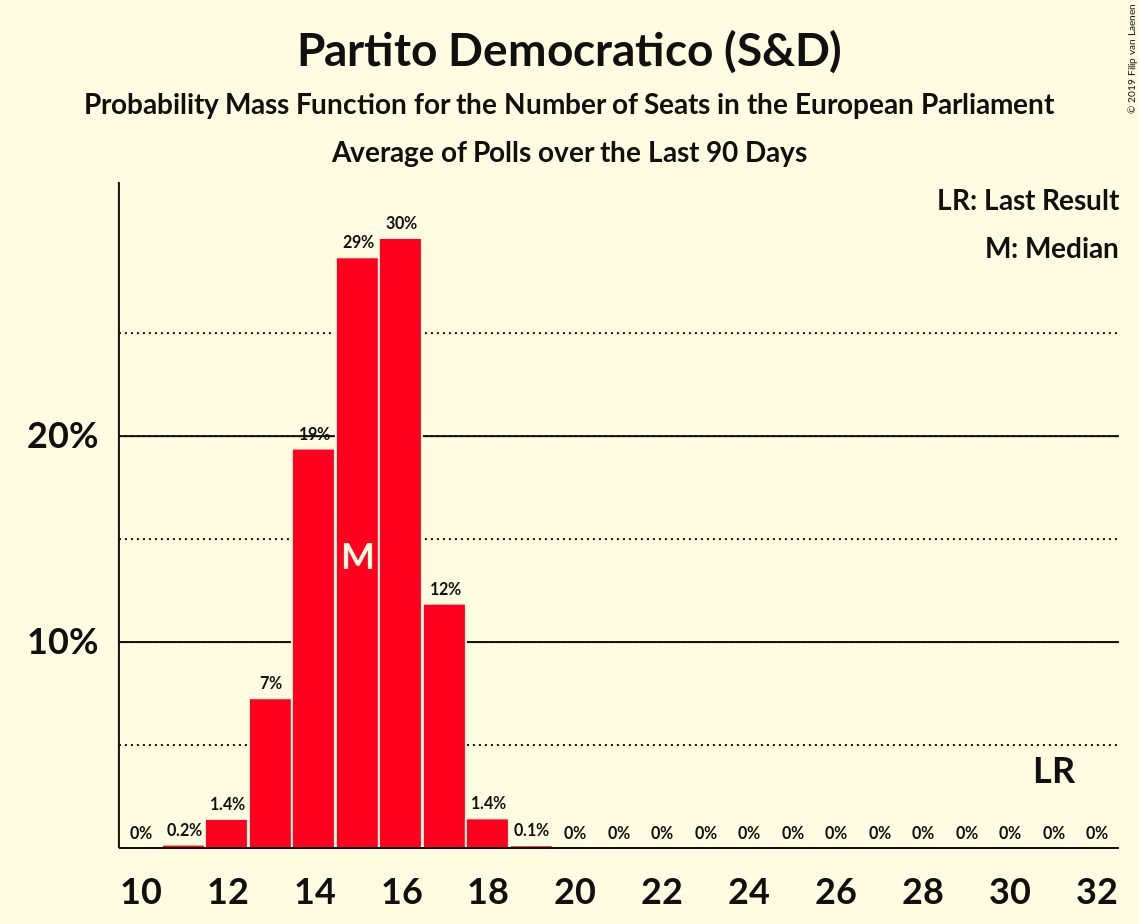 Partito Democratico (S&D)
Probability Mass Function for the Number of Seats in the European Parliament
Average of Polls over the Last 90 Days
© 2019 Filip van Laenen
LR: Last Result
M: Median
30%
29%
20%
19%
M
12%
10%
7%
LR
0% 0.2% 1.4% 1.4% 0.1% 0% 0% 0% 0% 0% 0% 0% 0% 0% 0% 0% 0% 0%
10 12 14 16 18 20 22 24 26 28 30 32